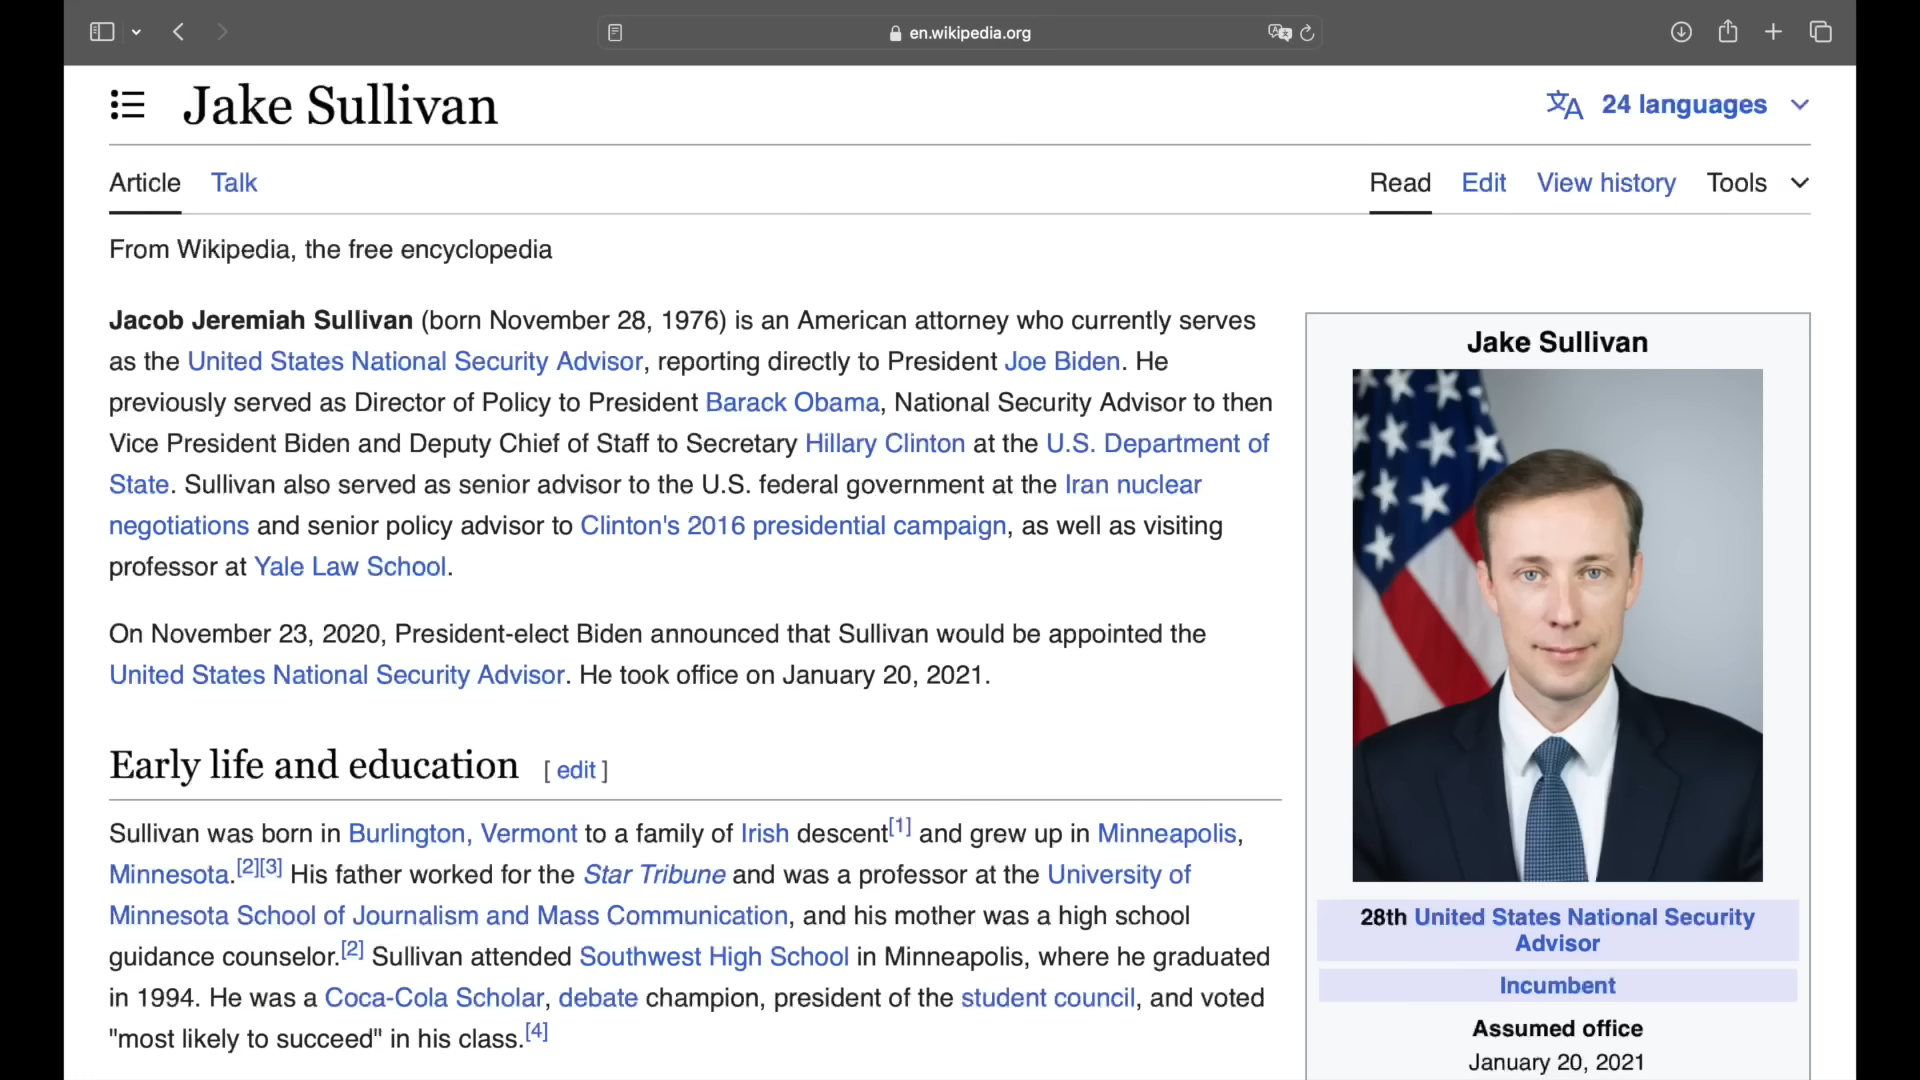 en.wikipedia.org
Jake Sullivan
24 languages
Article Talk
Read Edit View history Tools
From Wikipedia, the free encyclopedia
Jacob Jeremiah Sullivan (born November 28, 1976) is an American attorney who currently serves
as the United States National Security Advisor, reporting directly to President Joe Biden. He
previously served as Director of Policy to President Barack Obama, National Security Advisor to then
Vice President Biden and Deputy Chief of Staff to Secretary Hillary Clinton at the U.S. Department of
State. Sullivan also served as senior advisor to the U.S. federal government at the Iran nuclear
negotiations and senior policy advisor to Clinton's 2016 presidential campaign, as well as visiting
professor at Yale Law School.
On November 23, 2020, President-elect Biden announced that Sullivan would be appointed the
United States National Security Advisor. He took office on January 20, 2021.
Early life and education [ edit ]
Sullivan was born in Burlington, Vermont to a family of Irish descent[1] and grew up in Minneapolis,
Minnesota.[2][3] His father worked for the Star Tribune and was a professor at the University of
Minnesota School of Journalism and Mass Communication, and his mother was a high school
guidance counselor.[2] Sullivan attended Southwest High School in Minneapolis, where he graduated
in 1994. He was a Coca-Cola Scholar, debate champion, president of the student council, and voted
"most likely to succeed" in his class.[4]
Jake Sullivan
28th United States National Security
Advisor
Incumbent
Assumed office
January 20, 2021